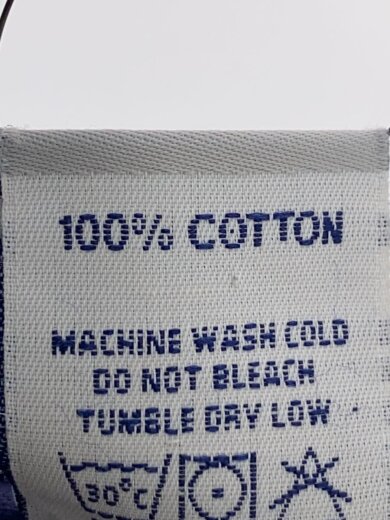 100% COTTON
MACHINE WASH COLD
DO NOT BLEACH
TUMBLE DRY LOW
30°C